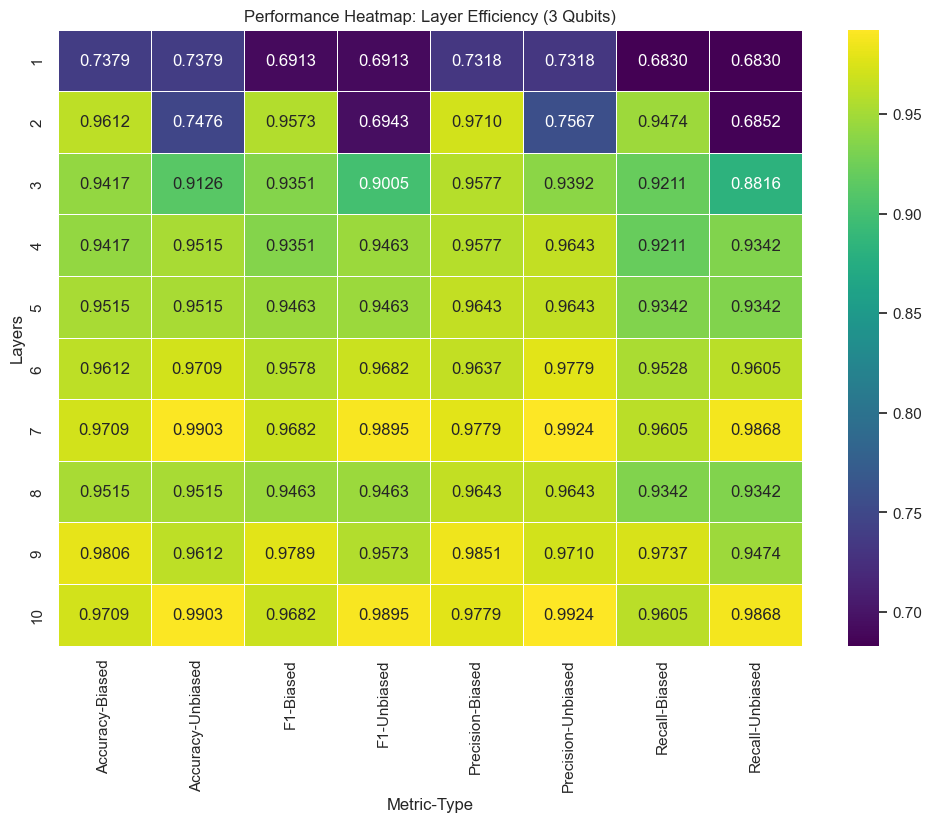 Performance Heatmap: Layer Efficiency (3 Qubits)
Layers
1 0.7379 0.7379 0.6913 0.6913 0.7318 0.7318 0.6830 0.6830
2 0.9612 0.7476 0.9573 0.6943 0.9710 0.7567 0.9474 0.6852
3 0.9417 0.9126 0.9351 0.9005 0.9577 0.9392 0.9211 0.8816
4 0.9417 0.9515 0.9351 0.9463 0.9577 0.9643 0.9211 0.9342
5 0.9515 0.9515 0.9463 0.9463 0.9643 0.9643 0.9342 0.9342
6 0.9612 0.9709 0.9578 0.9682 0.9637 0.9779 0.9528 0.9605
7 0.9709 0.9903 0.9682 0.9895 0.9779 0.9924 0.9605 0.9868
8 0.9515 0.9515 0.9463 0.9463 0.9643 0.9643 0.9342 0.9342
9 0.9806 0.9612 0.9789 0.9573 0.9851 0.9710 0.9737 0.9474
10 0.9709 0.9903 0.9682 0.9895 0.9779 0.9924 0.9605 0.9868
Accuracy-Biased
Accuracy-Unbiased
F1-Biased
F1-Unbiased
Precision-Biased
Precision-Unbiased
Recall-Biased
Recall-Unbiased
Metric-Type
0.95
0.90
0.85
0.80
0.75
0.70